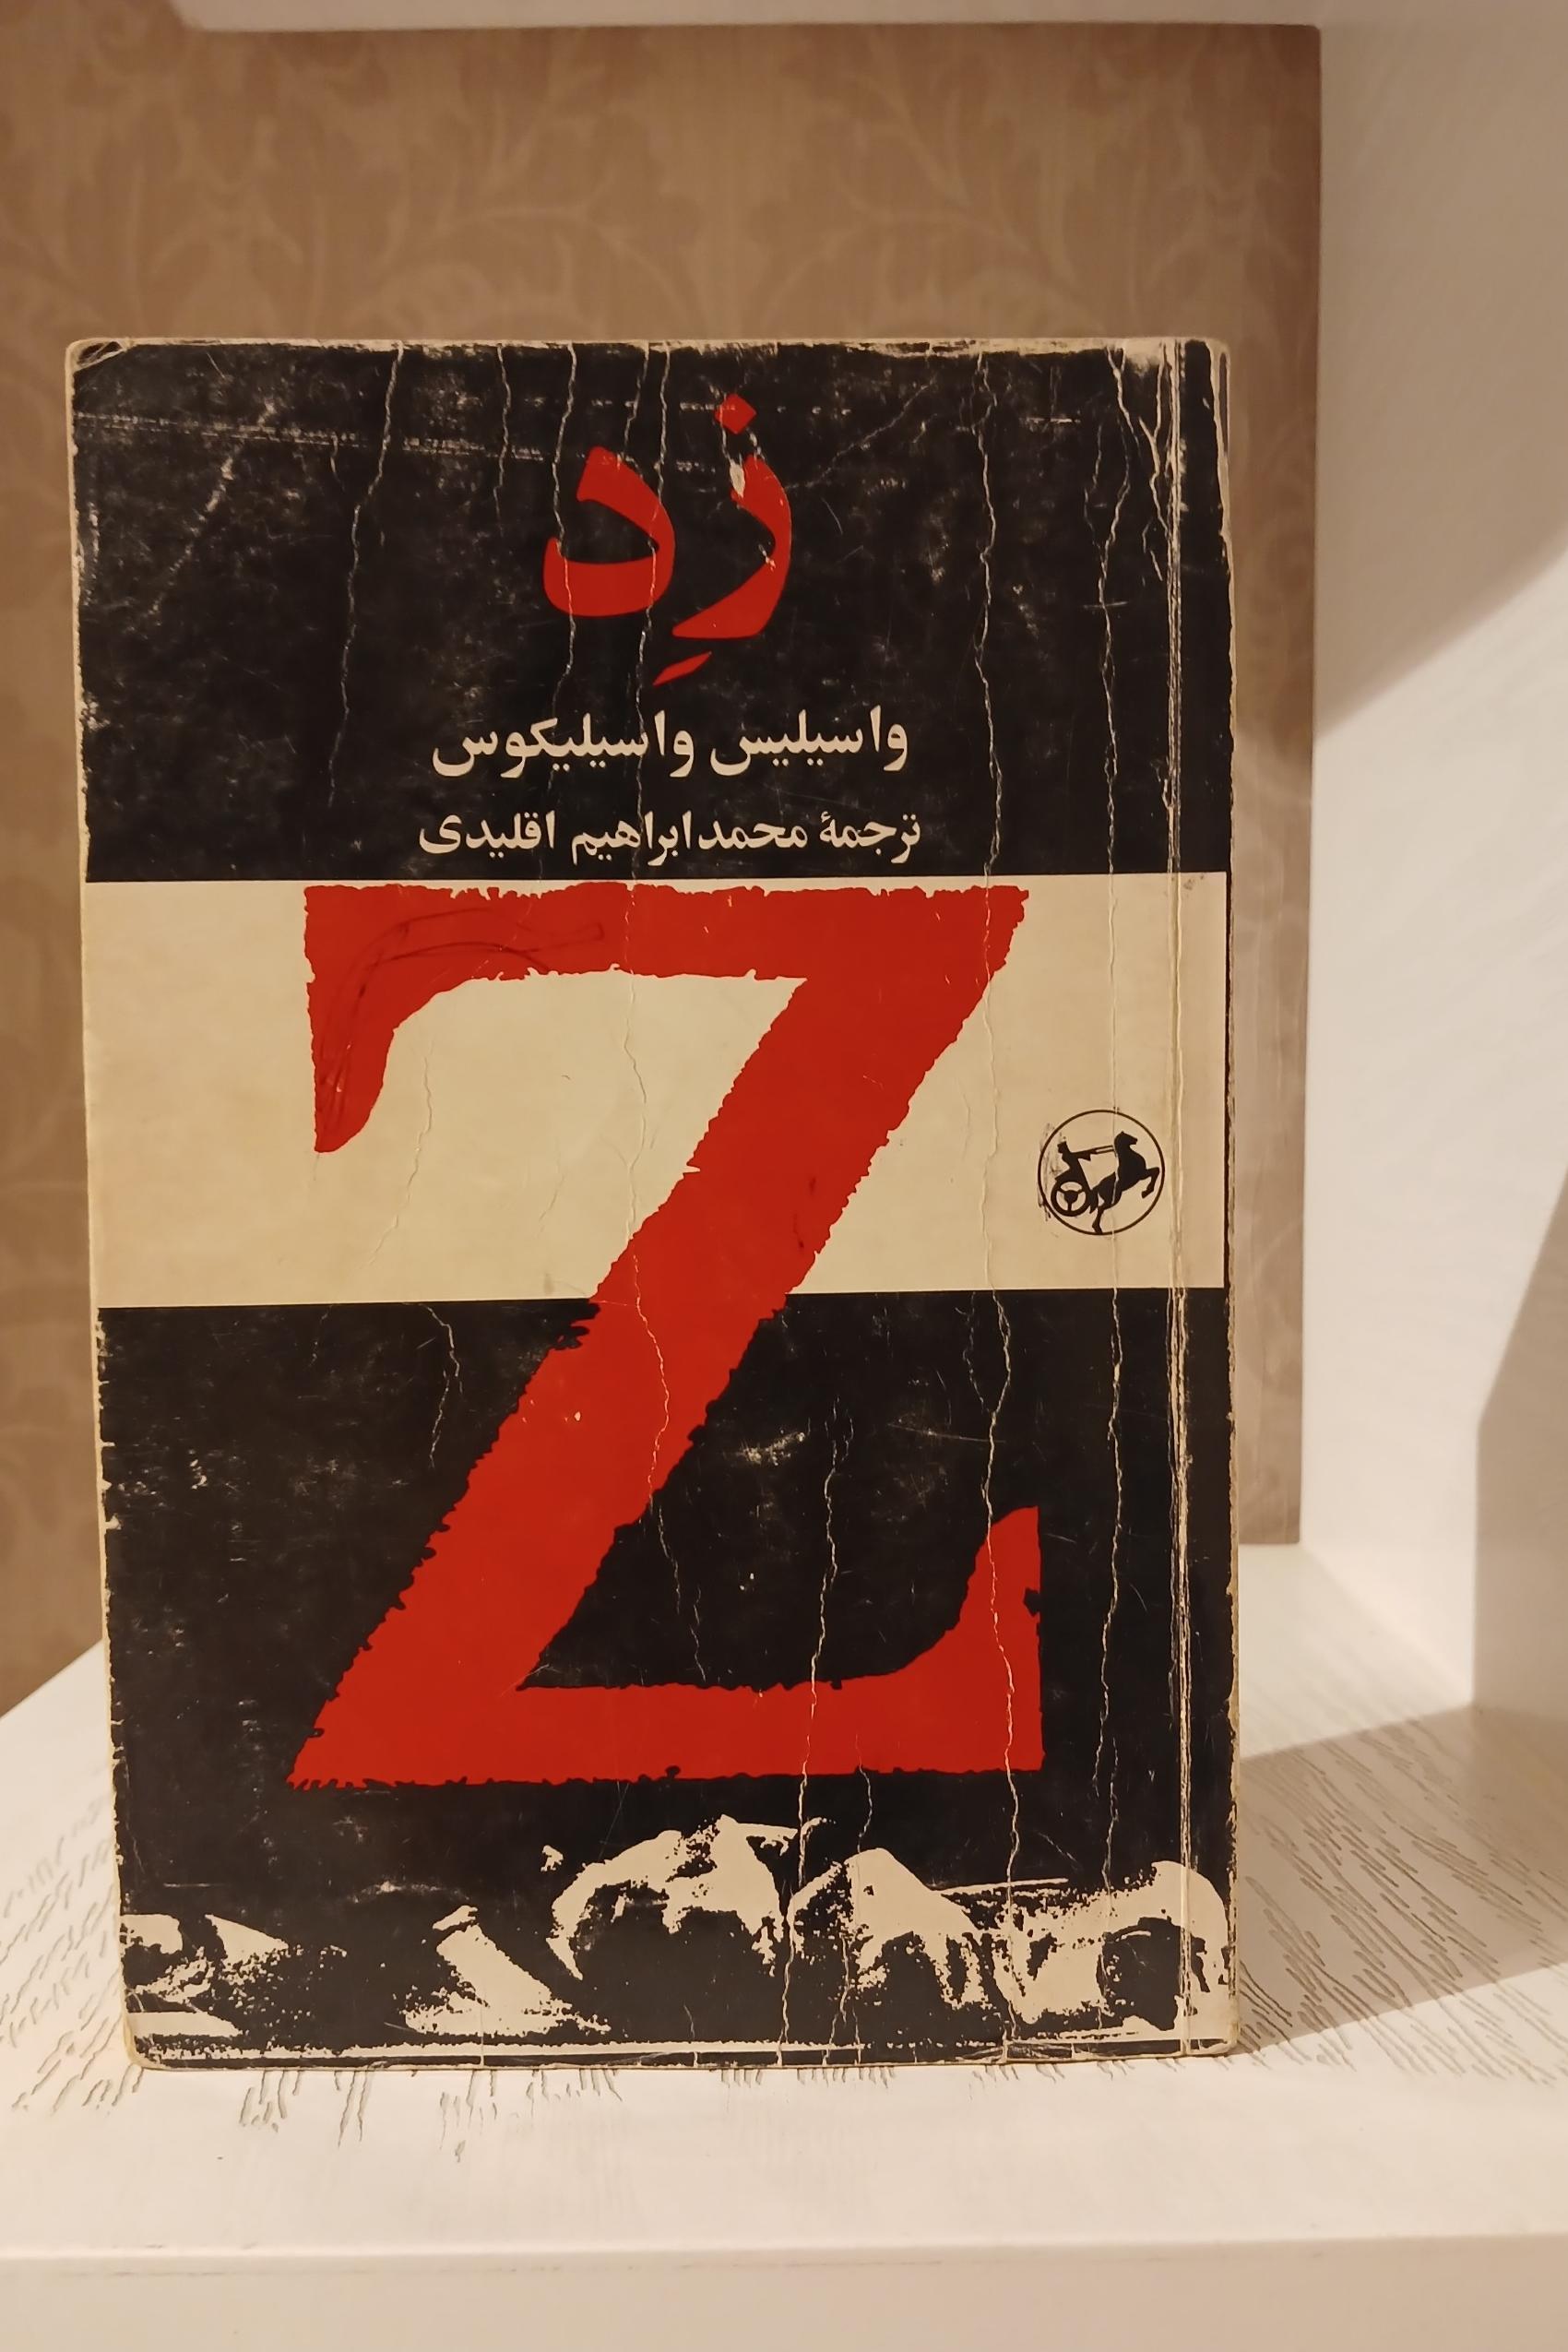 زِد
واسیلیس واسیلیکوس
ترجمهٔ محمدابراهیم اقلیدی
Z